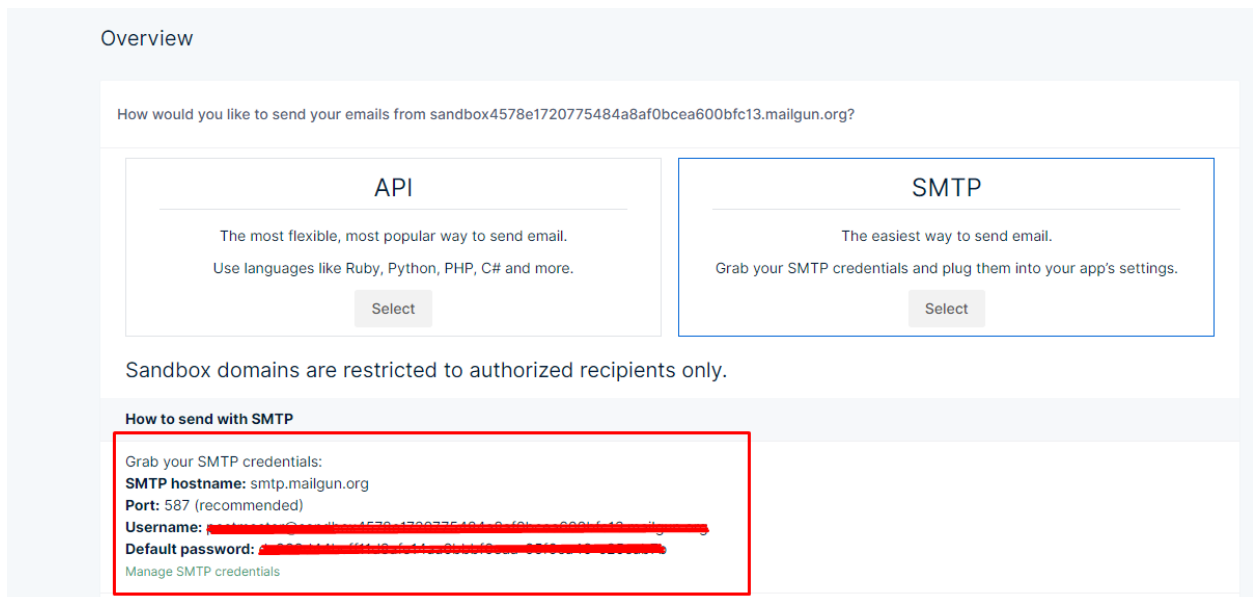 Overview
How would you like to send your emails from sandbox4578e1720775484a8af0bcea600bfc13.mailgun.org?
API
The most flexible, most popular way to send email.
Use languages like Ruby, Python, PHP, C# and more.
Select
SMTP
The easiest way to send email.
Grab your SMTP credentials and plug them into your app's settings.
Select
Sandbox domains are restricted to authorized recipients only.
How to send with SMTP
Grab your SMTP credentials:
SMTP hostname: smtp.mailgun.org
Port: 587 (recommended)
Username:
Default password:
Manage SMTP credentials